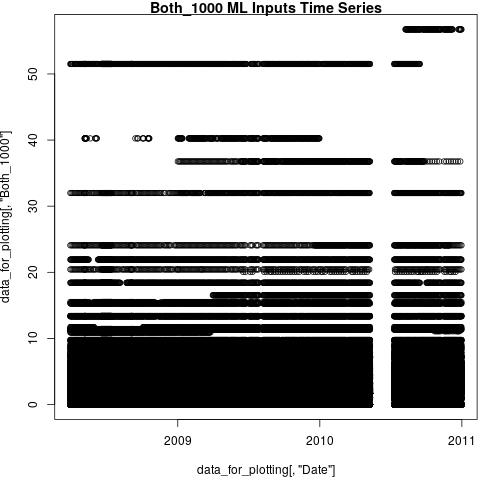 Both_1000 ML Inputs Time Series
data_for_plotting[, "Both_1000"]
50
40
30
20
10
0
2009 2010 2011
data_for_plotting[, "Date"]